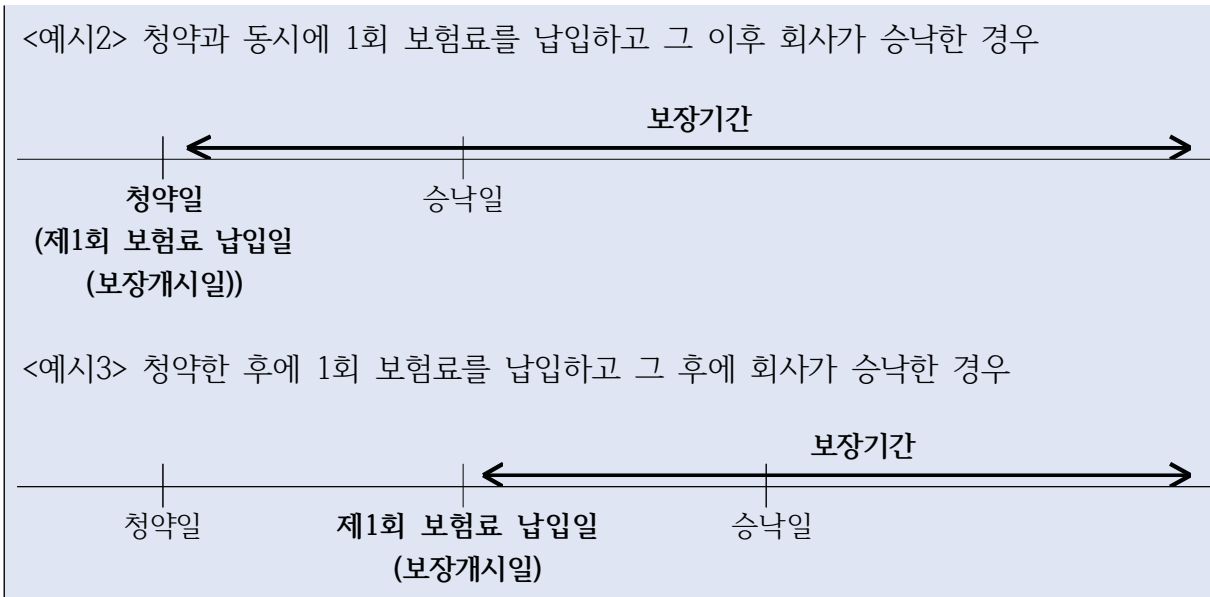 <예시2> 청약과 동시에 1회 보험료를 납입하고 그 이후 회사가 승낙한 경우
보장기간
청약일
승낙일
(제1회 보험료 납입일
(보장개시일))
<예시3> 청약한 후에 1회 보험료를 납입하고 그 후에 회사가 승낙한 경우
보장기간
청약일
제1회 보험료 납입일
승낙일
(보장개시일)